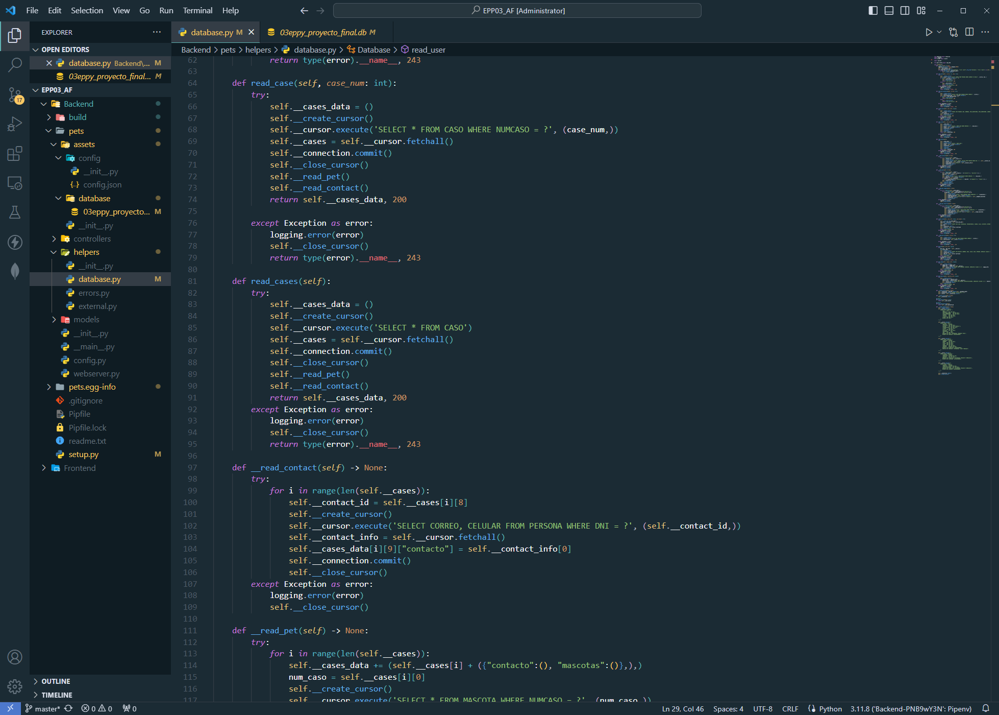 File Edit Selection View Go Run Terminal Help
EPP03_AF [Administrator]
EXPLORER
OPEN EDITORS
database.py Backend\... M
03eppy_proyecto_final... M
EPP03_AF
Backend
build
pets
assets
config
__init__.py
{..} config.json
database
03eppy_proyecto... M
__init__.py
controllers
helpers
__init__.py
database.py M
errors.py
external.py
models
__init__.py
__main__.py
config.py
webserver.py
pets.egg-info
.gitignore
Pipfile
Pipfile.lock
readme.txt
setup.py M
Frontend
OUTLINE
TIMELINE
17
database.py M
03eppy_proyecto_final.db M
Backend > pets > helpers > database.py > Database > read_user
62 return type(error).__name__, 243
63
64 def read_case(self, case_num: int):
65 try:
66 self.__cases_data = ()
67 self.__create_cursor()
68 self.__cursor.execute('SELECT * FROM CASO WHERE NUMCASO = ?', (case_num,))
69 self.__cases = self.__cursor.fetchall()
70 self.__connection.commit()
71 self.__close_cursor()
72 self.__read_pet()
73 self.__read_contact()
74 return self.__cases_data, 200
75
76 except Exception as error:
77 logging.error(error)
78 self.__close_cursor()
79 return type(error).__name__, 243
80
81 def read_cases(self):
82 try:
83 self.__cases_data = ()
84 self.__create_cursor()
85 self.__cursor.execute('SELECT * FROM CASO')
86 self.__cases = self.__cursor.fetchall()
87 self.__connection.commit()
88 self.__close_cursor()
89 self.__read_pet()
90 self.__read_contact()
91 return self.__cases_data, 200
92 except Exception as error:
93 logging.error(error)
94 self.__close_cursor()
95 return type(error).__name__, 243
96
97 def __read_contact(self) -> None:
98 try:
99 for i in range(len(self.__cases)):
100 self.__contact_id = self.__cases[i][8]
101 self.__create_cursor()
102 self.__cursor.execute('SELECT CORREO, CELULAR FROM PERSONA WHERE DNI = ?', (self.__contact_id,))
103 self.__contact_info = self.__cursor.fetchall()
104 self.__cases_data[i][9]["contacto"] = self.__contact_info[0]
105 self.__connection.commit()
106 self.__close_cursor()
107 except Exception as error:
108 logging.error(error)
109 self.__close_cursor()
110
111 def __read_pet(self) -> None:
112 try:
113 for i in range(len(self.__cases)):
114 self.__cases_data += (self.__cases[i] + ({"contacto":(), "mascotas":()},),)
115 num_caso = self.__cases[i][0]
116 self.__create_cursor()
117 self.__cursor.execute('SELECT * FROM MASCOTA WHERE NUMCASO = ?', (num_caso,))
master* 0 0 0
Ln 29, Col 46 Spaces: 4 UTF-8 CRLF Python 3.11.8 ('Backend-PNB9wY3N': Pipenv)